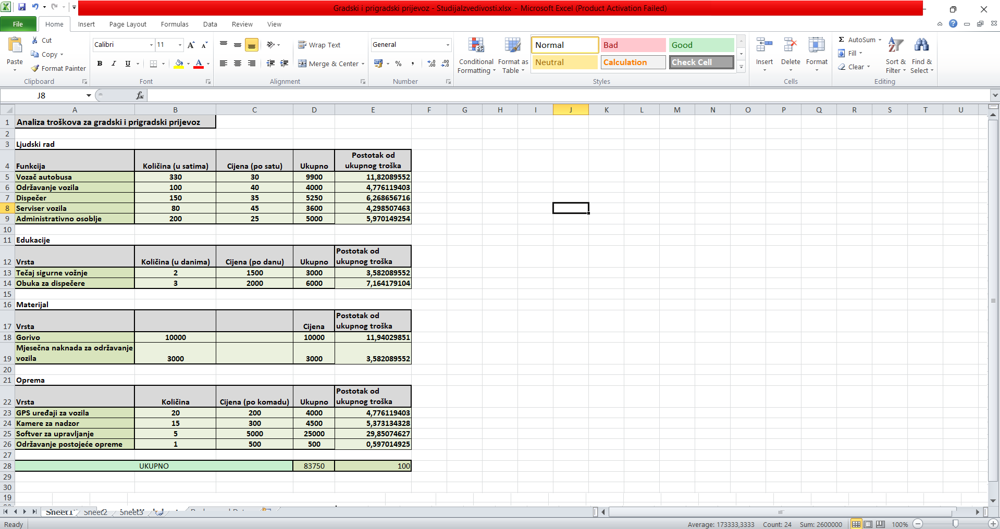 Gradski i prigradski prijevoz - StudijaIzvedivosti.xlsx - Microsoft Excel (Product Activation Failed)
File Home Insert Page Layout Formulas Data Review View
Cut
Copy
Format Painter
Paste
Clipboard
Calibri 11
B I U
Font
Wrap Text
Merge & Center
Alignment
General
Number
Conditional Formatting
Format as Table
Normal Bad Good
Neutral Calculation Check Cell
Styles
Insert Delete Format
Cells
AutoSum
Fill
Clear
Sort & Filter
Find & Select
Editing
J8 fx
A B C D E F G H I J K L M N O P Q R S T U
1 Analiza troškova za gradski i prigradski prijevoz
2
3 Ljudski rad
4 Funkcija Količina (u satima) Cijena (po satu) Ukupno Postotak od ukupnog troška
5 Vozač autobusa 330 30 9900 11,82089552
6 Održavanje vozila 100 40 4000 4,776119403
7 Dispečer 150 35 5250 6,268656716
8 Serviser vozila 80 45 3600 4,298507463
9 Administrativno osoblje 200 25 5000 5,970149254
10
11 Edukacije
12 Vrsta Količina (u danima) Cijena (po danu) Ukupno Postotak od ukupnog troška
13 Tečaj sigurne vožnje 2 1500 3000 3,582089552
14 Obuka za dispečere 3 2000 6000 7,164179104
15
16 Materijal
17 Vrsta Cijena Postotak od ukupnog troška
18 Gorivo 10000 10000 11,94029851
19 Mjesečna naknada za održavanje vozila 3000 3000 3,582089552
20
21 Oprema
22 Vrsta Količina Cijena (po komadu) Ukupno Postotak od ukupnog troška
23 GPS uređaji za vozila 20 200 4000 4,776119403
24 Kamere za nadzor 15 300 4500 5,373134328
25 Softver za upravljanje 5 5000 25000 29,85074627
26 Održavanje postojeće opreme 1 500 500 0,597014925
27
28 UKUPNO 83750 100
29
30
19
Sheet1 Sheet2 Sheet3
Ready Average: 173333,3333 Count: 24 Sum: 2600000 100%